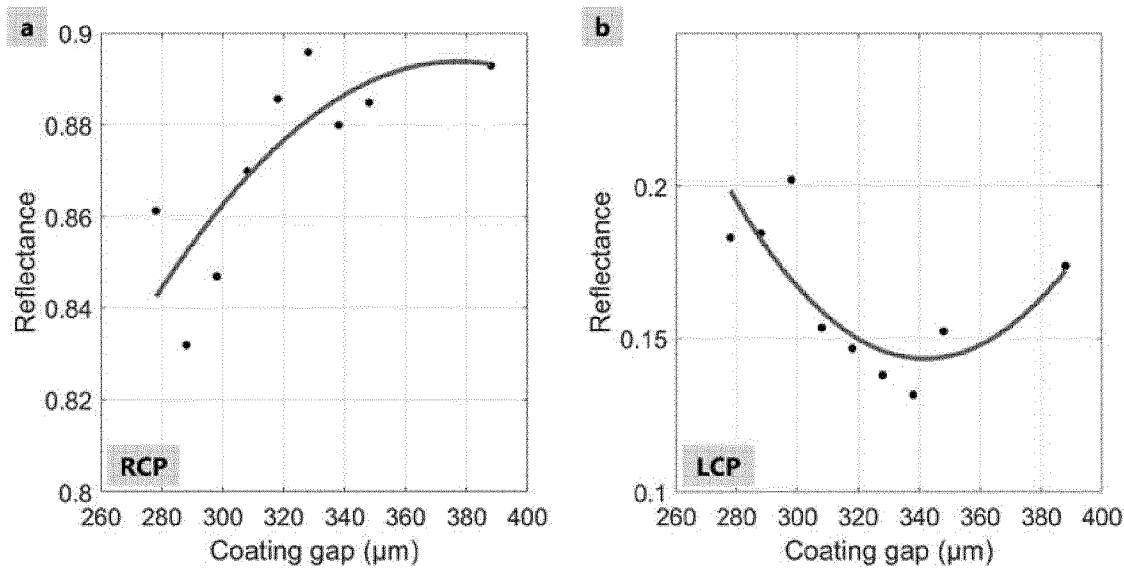 a
0.9
0.88
0.86
0.84
0.82
0.8
Reflectance
RCP
260 280 300 320 340 360 380 400
Coating gap (µm)
b
0.2
0.15
0.1
Reflectance
LCP
260 280 300 320 340 360 380 400
Coating gap (µm)